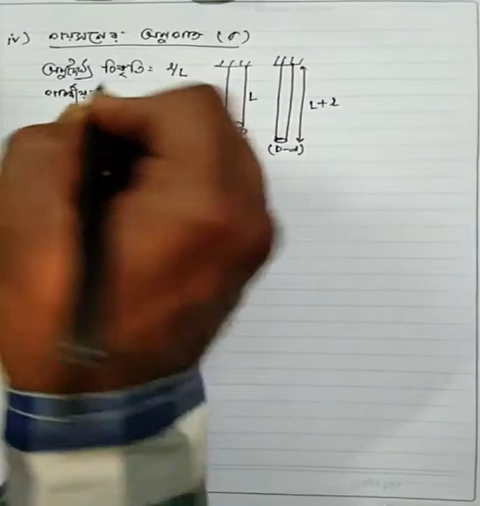 iv) পয়সনের অনুপাত (σ)
অনুদৈর্ঘ্য বিকৃতি = l/L
পার্শ্বীয়
L
L+l
(D-d)